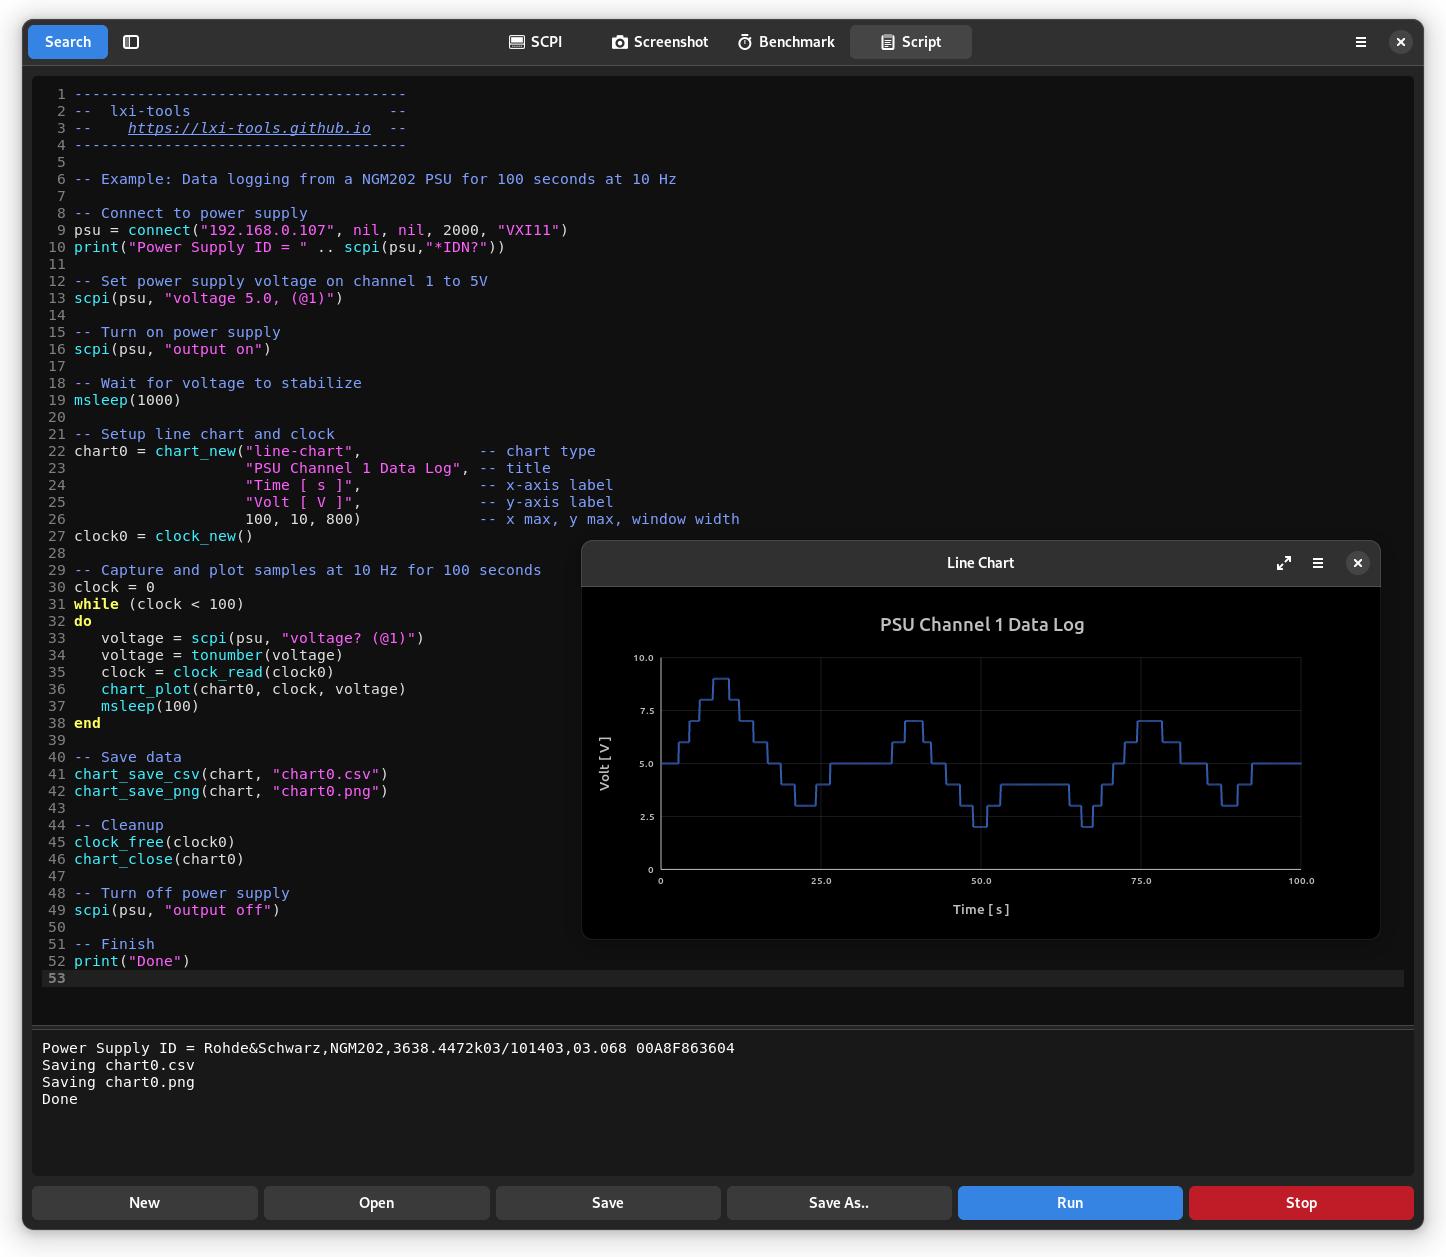 Search SCPI Screenshot Benchmark Script
1 -------------------------------------
2 --  lxi-tools                      --
3 --    https://lxi-tools.github.io  --
4 -------------------------------------
5
6 -- Example: Data logging from a NGM202 PSU for 100 seconds at 10 Hz
7
8 -- Connect to power supply
9 psu = connect("192.168.0.107", nil, nil, 2000, "VXI11")
10 print("Power Supply ID = " .. scpi(psu,"*IDN?"))
11
12 -- Set power supply voltage on channel 1 to 5V
13 scpi(psu, "voltage 5.0, (@1)")
14
15 -- Turn on power supply
16 scpi(psu, "output on")
17
18 -- Wait for voltage to stabilize
19 msleep(1000)
20
21 -- Setup line chart and clock
22 chart0 = chart_new("line-chart",             -- chart type
23                    "PSU Channel 1 Data Log", -- title
24                    "Time [ s ]",             -- x-axis label
25                    "Volt [ V ]",             -- y-axis label
26                    100, 10, 800)             -- x max, y max, window width
27 clock0 = clock_new()
28
29 -- Capture and plot samples at 10 Hz for 100 seconds
30 clock = 0
31 while (clock < 100)
32 do
33    voltage = scpi(psu, "voltage? (@1)")
34    voltage = tonumber(voltage)
35    clock = clock_read(clock0)
36    chart_plot(chart0, clock, voltage)
37    msleep(100)
38 end
39
40 -- Save data
41 chart_save_csv(chart, "chart0.csv")
42 chart_save_png(chart, "chart0.png")
43
44 -- Cleanup
45 clock_free(clock0)
46 chart_close(chart0)
47
48 -- Turn off power supply
49 scpi(psu, "output off")
50
51 -- Finish
52 print("Done")
53
Line Chart
PSU Channel 1 Data Log
Volt [ V ]
10.0
7.5
5.0
2.5
0
0 25.0 50.0 75.0 100.0
Time [ s ]
Power Supply ID = Rohde&Schwarz,NGM202,3638.4472k03/101403,03.068 00A8F863604
Saving chart0.csv
Saving chart0.png
Done
New Open Save Save As.. Run Stop